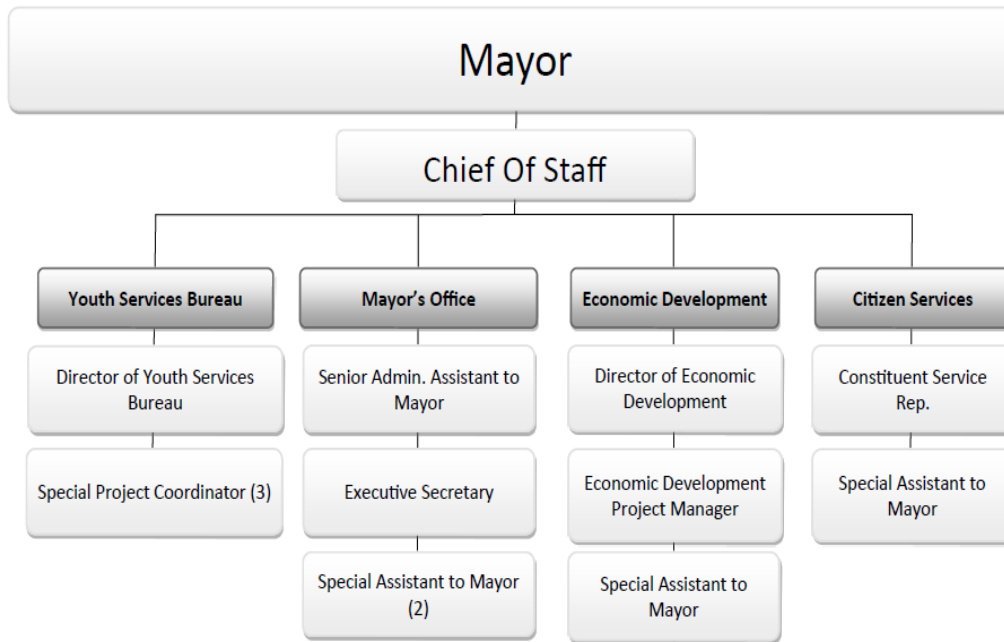 Mayor
Chief Of Staff
Youth Services Bureau
Director of Youth Services
Bureau
Special Project Coordinator (3)
Mayor’s Office
Senior Admin. Assistant to
Mayor
Executive Secretary
Special Assistant to Mayor
(2)
Economic Development
Director of Economic
Development
Economic Development
Project Manager
Special Assistant to
Mayor
Citizen Services
Constituent Service
Rep.
Special Assistant to
Mayor